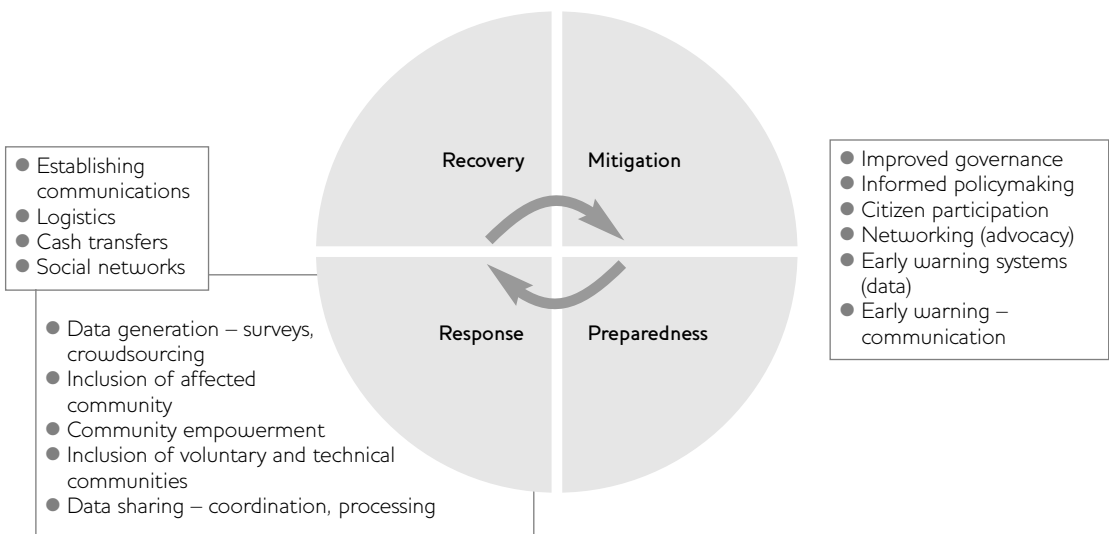 Recovery
Mitigation
Response
Preparedness
● Establishing
communications
● Logistics
● Cash transfers
● Social networks
● Data generation – surveys,
crowdsourcing
● Inclusion of affected
community
● Community empowerment
● Inclusion of voluntary and technical
communities
● Data sharing – coordination, processing
● Improved governance
● Informed policymaking
● Citizen participation
● Networking (advocacy)
● Early warning systems
(data)
● Early warning –
communication